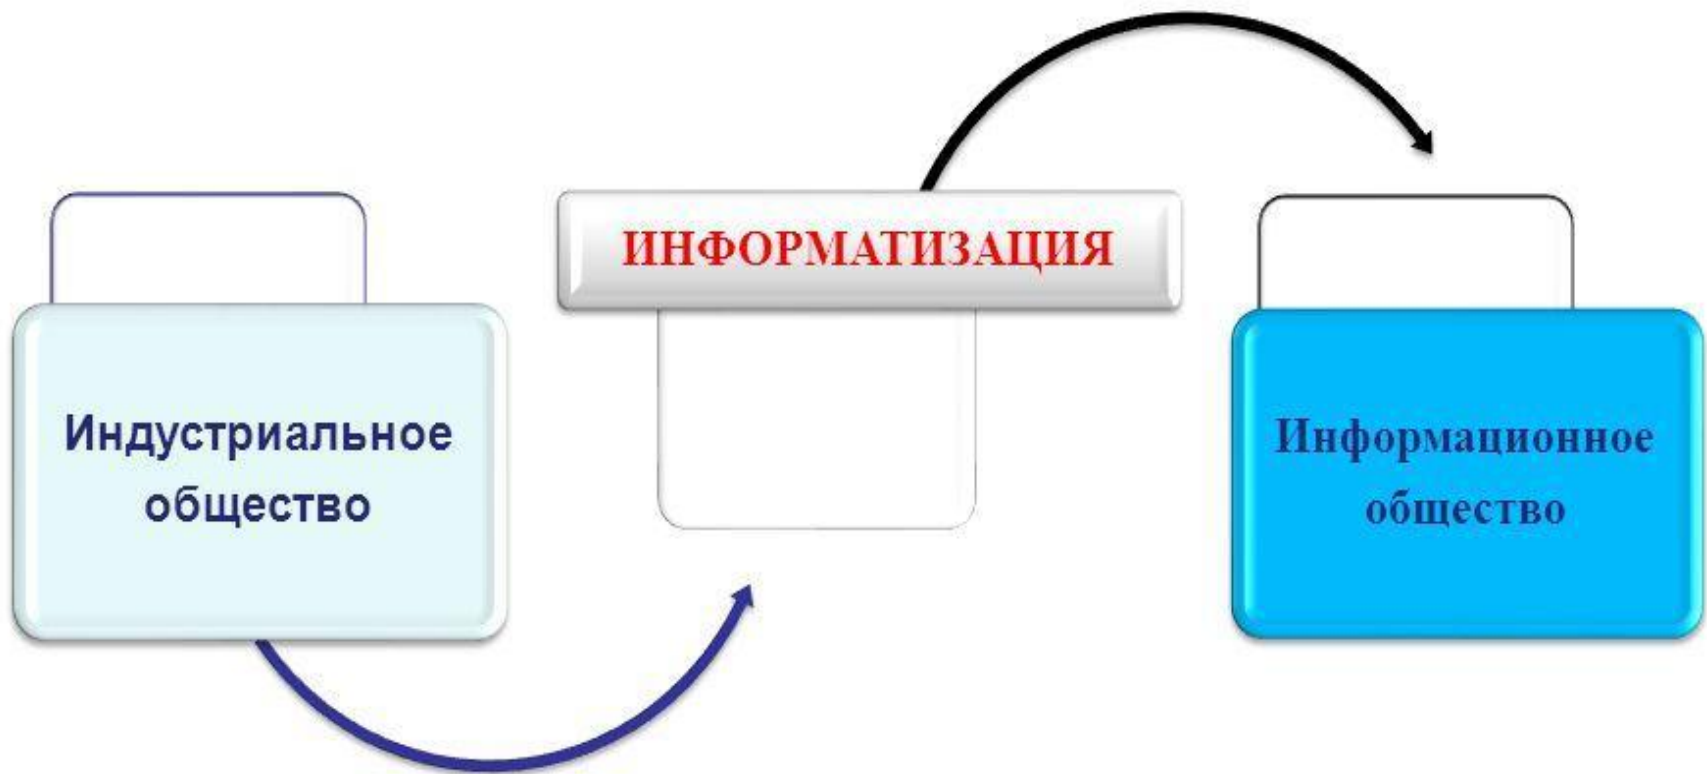 Индустриальное
общество
ИНФОРМАТИЗАЦИЯ
Информационное
общество